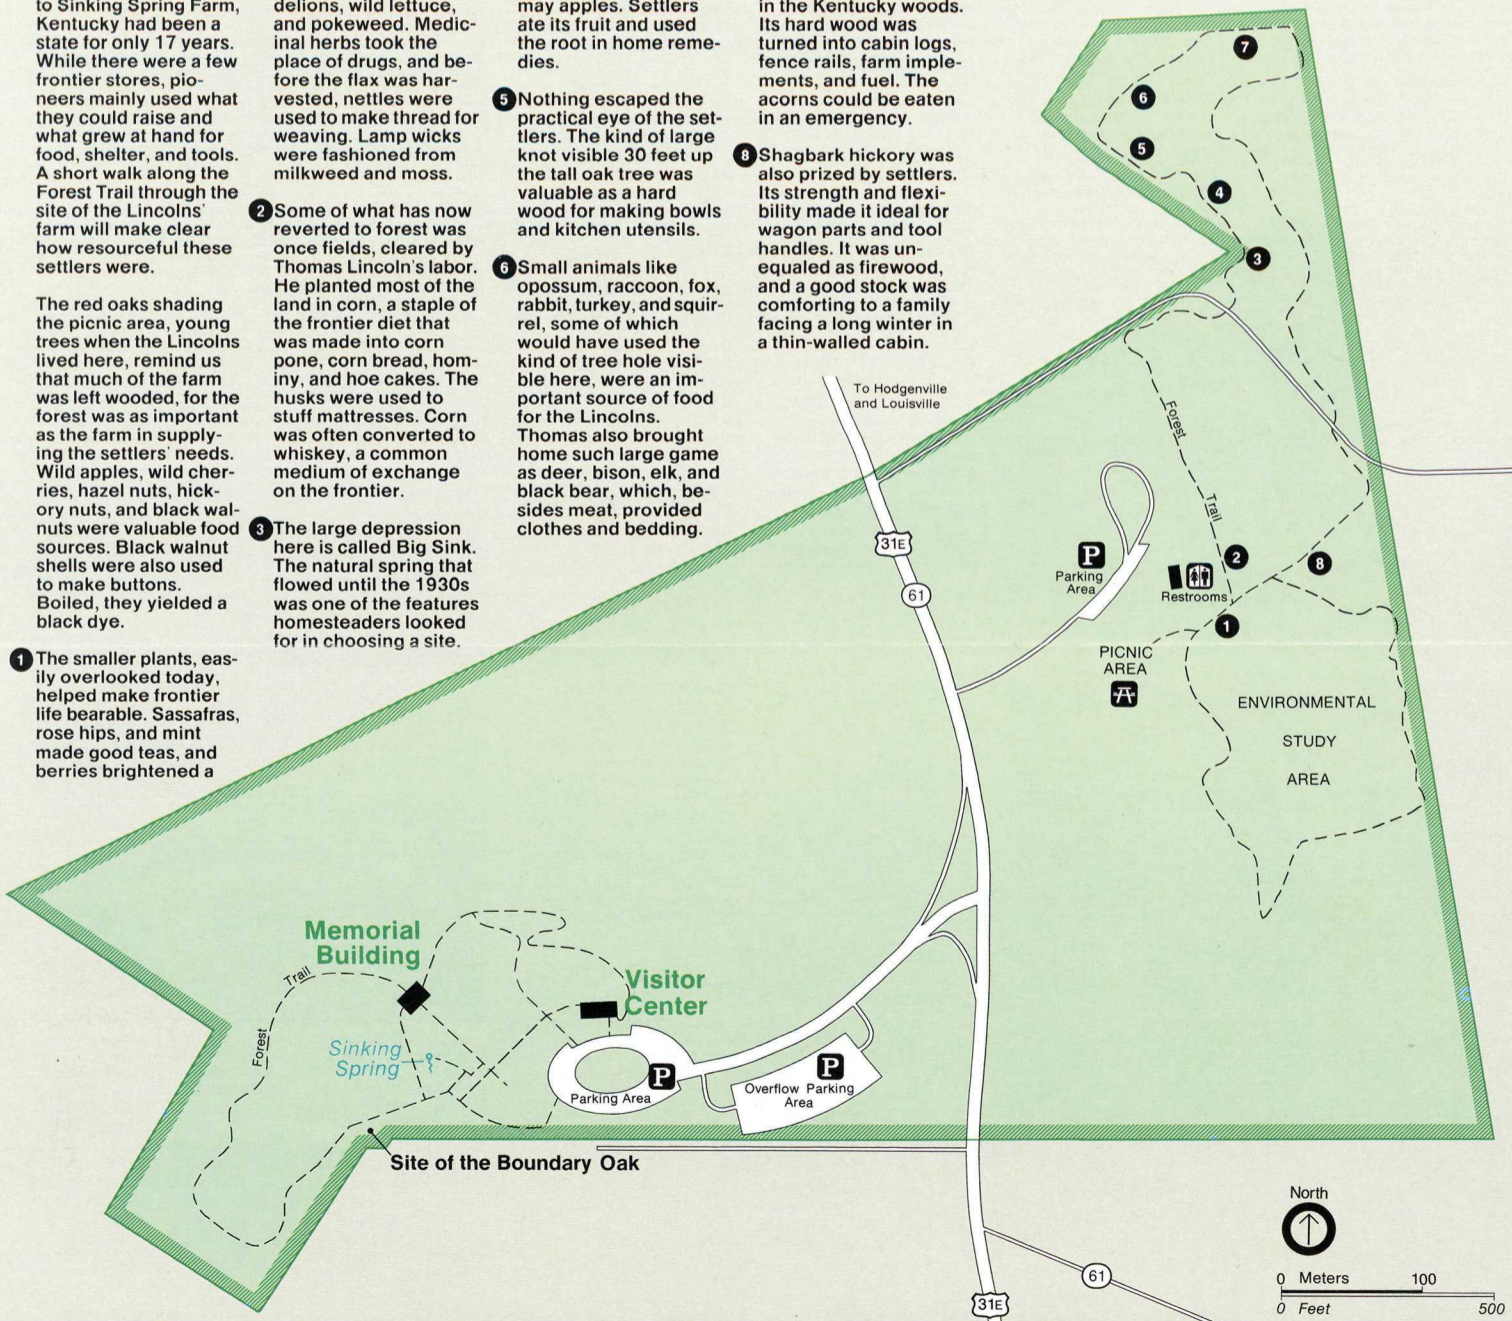 to Sinking Spring Farm,
Kentucky had been a
state for only 17 years.
While there were a few
frontier stores, pio-
neers mainly used what
they could raise and
what grew at hand for
food, shelter, and tools.
A short walk along the
Forest Trail through the
site of the Lincolns'
farm will make clear
how resourceful these
settlers were.
The red oaks shading
the picnic area, young
trees when the Lincolns
lived here, remind us
that much of the farm
was left wooded, for the
forest was as important
as the farm in supply-
ing the settlers' needs.
Wild apples, wild cher-
ries, hazel nuts, hick-
ory nuts, and black wal-
nuts were valuable food
sources. Black walnut
shells were also used
to make buttons.
Boiled, they yielded a
black dye.
1 The smaller plants, eas-
ily overlooked today,
helped make frontier
life bearable. Sassafras,
rose hips, and mint
made good teas, and
berries brightened a
delions, wild lettuce,
and pokeweed. Medic-
inal herbs took the
place of drugs, and be-
fore the flax was har-
vested, nettles were
used to make thread for
weaving. Lamp wicks
were fashioned from
milkweed and moss.
2 Some of what has now
reverted to forest was
once fields, cleared by
Thomas Lincoln's labor.
He planted most of the
land in corn, a staple of
the frontier diet that
was made into corn
pone, corn bread, hom-
iny, and hoe cakes. The
husks were used to
stuff mattresses. Corn
was often converted to
whiskey, a common
medium of exchange
on the frontier.
3 The large depression
here is called Big Sink.
The natural spring that
flowed until the 1930s
was one of the features
homesteaders looked
for in choosing a site.
may apples. Settlers
ate its fruit and used
the root in home reme-
dies.
5 Nothing escaped the
practical eye of the set-
tlers. The kind of large
knot visible 30 feet up
the tall oak tree was
valuable as a hard
wood for making bowls
and kitchen utensils.
6 Small animals like
opossum, raccoon, fox,
rabbit, turkey, and squir-
rel, some of which
would have used the
kind of tree hole visi-
ble here, were an im-
portant source of food
for the Lincolns.
Thomas also brought
home such large game
as deer, bison, elk, and
black bear, which, be-
sides meat, provided
clothes and bedding.
in the Kentucky woods.
Its hard wood was
turned into cabin logs,
fence rails, farm imple-
ments, and fuel. The
acorns could be eaten
in an emergency.
8 Shagbark hickory was
also prized by settlers.
Its strength and flexi-
bility made it ideal for
wagon parts and tool
handles. It was un-
equaled as firewood,
and a good stock was
comforting to a family
facing a long winter in
a thin-walled cabin.
7
6
5
4
3
To Hodgenville
and Louisville
Forest
Trail
31E
61
P
Parking
Area
Restrooms
2
8
1
PICNIC
AREA
ENVIRONMENTAL
STUDY
AREA
Memorial
Building
Trail
Forest
Visitor
Center
Sinking
Spring
P
Parking Area
P
Overflow Parking
Area
Site of the Boundary Oak
North
61
31E
0 Meters 100
0 Feet 500